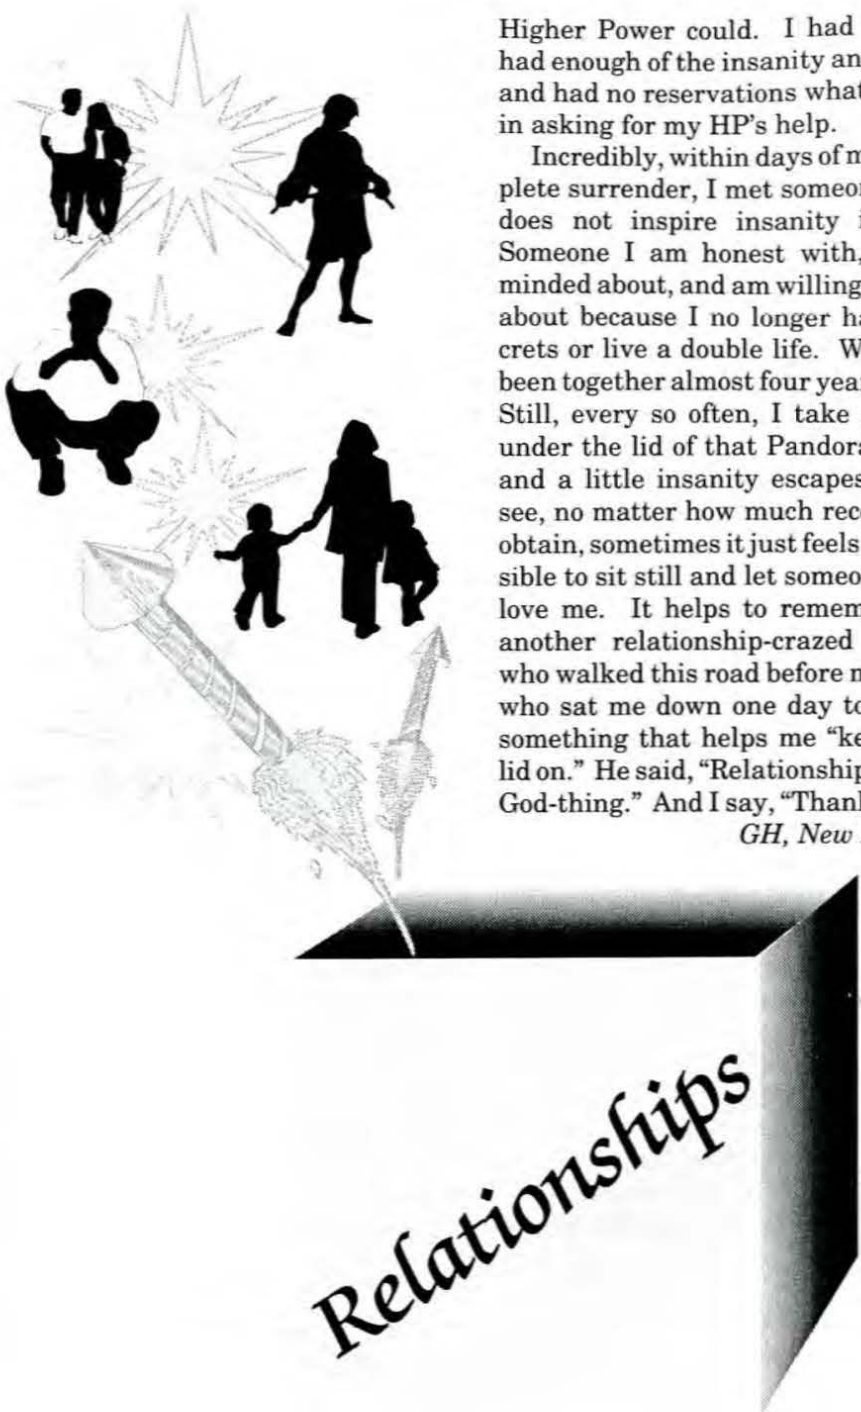 Higher Power could. I had
had enough of the insanity an
and had no reservations what
in asking for my HP's help.
Incredibly, within days of m
plete surrender, I met someo
does not inspire insanity i
Someone I am honest with,
minded about, and am willing
about because I no longer ha
crets or live a double life. W
been together almost four year
Still, every so often, I take
under the lid of that Pandora
and a little insanity escapes
see, no matter how much reco
obtain, sometimes it just feels
sible to sit still and let someo
love me. It helps to remem
another relationship-crazed
who walked this road before m
who sat me down one day to
something that helps me "ke
lid on." He said, "Relationship
God-thing." And I say, "Thank
GH, New
Relationships